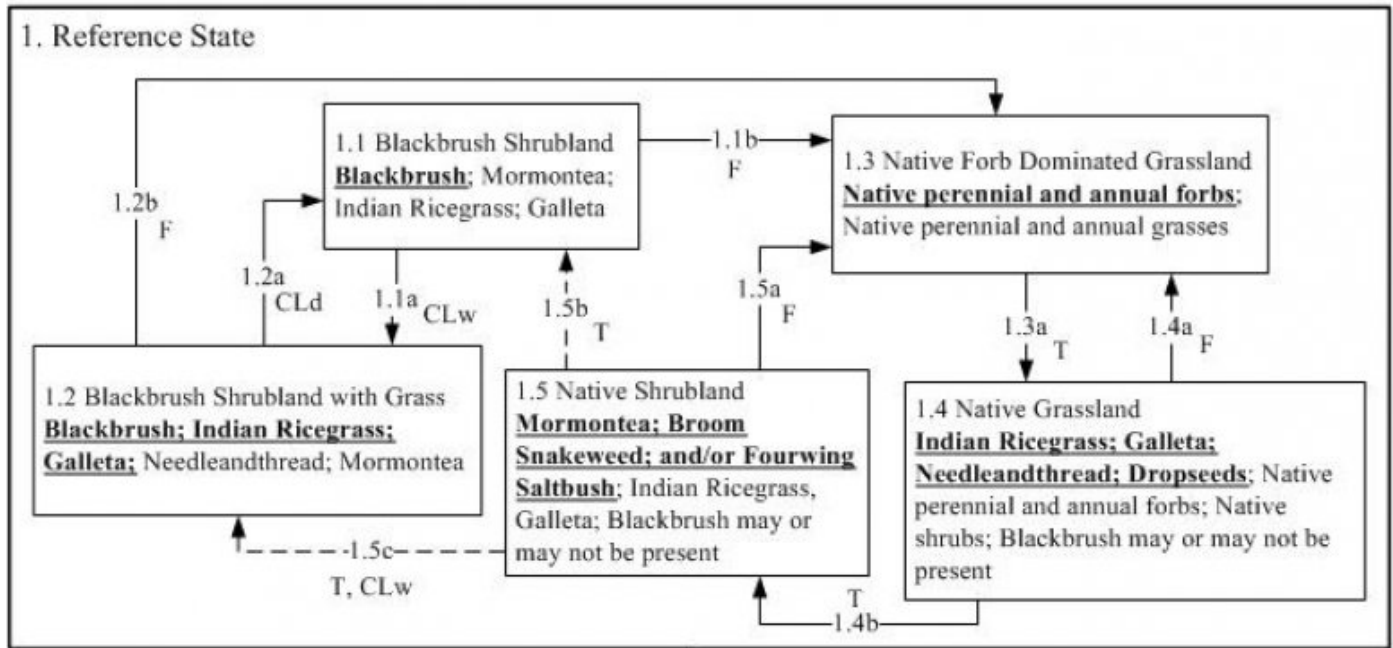 1. Reference State
1.1 Blackbrush Shrubland
Blackbrush; Mormontea;
Indian Ricegrass; Galleta
1.1b
F
1.3 Native Forb Dominated Grassland
Native perennial and annual forbs;
Native perennial and annual grasses
1.2b
F
1.2a
CLd
1.1a
CLw
1.5b
T
1.5a
F
1.3a
T
1.4a
F
1.2 Blackbrush Shrubland with Grass
Blackbrush; Indian Ricegrass;
Galleta; Needleandthread; Mormontea
1.5 Native Shrubland
Mormontea; Broom
Snakeweed; and/or Fourwing
Saltbush; Indian Ricegrass,
Galleta; Blackbrush may or
may not be present
1.4 Native Grassland
Indian Ricegrass; Galleta;
Needleandthread; Dropseeds; Native
perennial and annual forbs; Native
shrubs; Blackbrush may or may not be
present
1.5c
T, CLw
T
1.4b